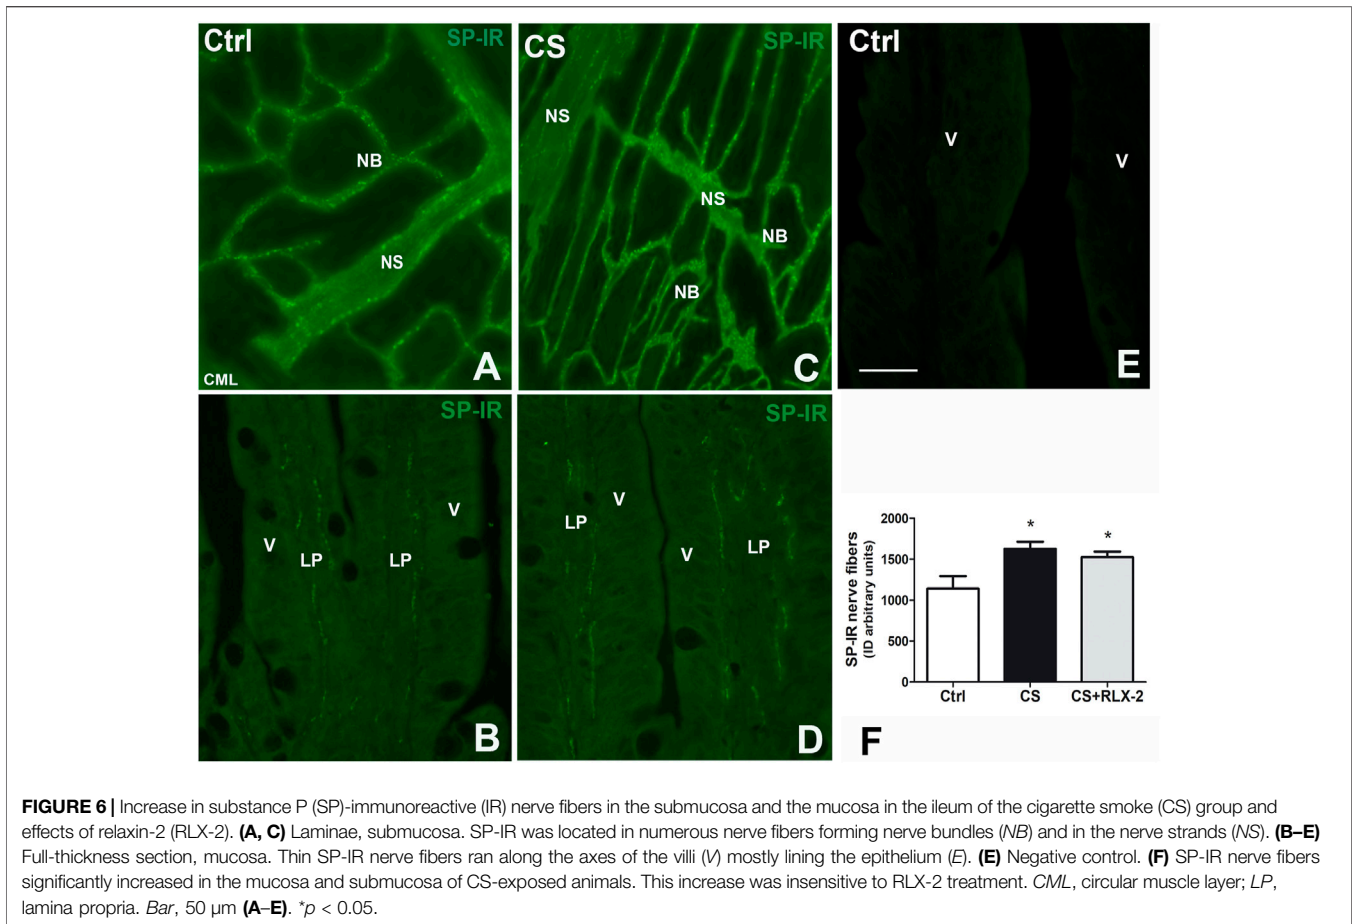 Ctrl
SP-IR
NB
NS
CML
A
CS
SP-IR
NS
NS
NB
NB
C
Ctrl
V
V
E
SP-IR
V
V
LP
LP
B
SP-IR
V
LP
V
LP
D
SP-IR nerve fibers
(ID arbitrary units)
2000
1500
1000
500
0
*
*
Ctrl
CS
CS+RLX-2
F
FIGURE 6 | Increase in substance P (SP)-immunoreactive (IR) nerve fibers in the submucosa and the mucosa in the ileum of the cigarette smoke (CS) group and
effects of relaxin-2 (RLX-2). (A, C) Laminae, submucosa. SP-IR was located in numerous nerve fibers forming nerve bundles (NB) and in the nerve strands (NS). (B–E)
Full-thickness section, mucosa. Thin SP-IR nerve fibers ran along the axes of the villi (V) mostly lining the epithelium (E). (E) Negative control. (F) SP-IR nerve fibers
significantly increased in the mucosa and submucosa of CS-exposed animals. This increase was insensitive to RLX-2 treatment. CML, circular muscle layer; LP,
lamina propria. Bar, 50 µm (A–E). *p < 0.05.